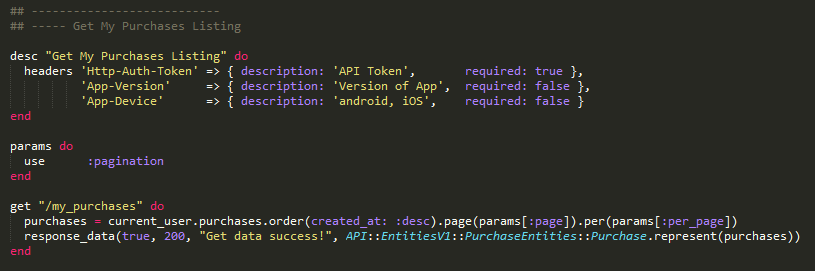 ## ---------------------------
## ----- Get My Purchases Listing
desc "Get My Purchases Listing" do
  headers 'Http-Auth-Token' => { description: 'API Token',       required: true },
          'App-Version'     => { description: 'Version of App',  required: false },
          'App-Device'      => { description: 'android, iOS',    required: false }
end
params do
  use      :pagination
end
get "/my_purchases" do
  purchases = current_user.purchases.order(created_at: :desc).page(params[:page]).per(params[:per_page])
  response_data(true, 200, "Get data success!", API::EntitiesV1::PurchaseEntities::Purchase.represent(purchases))
end